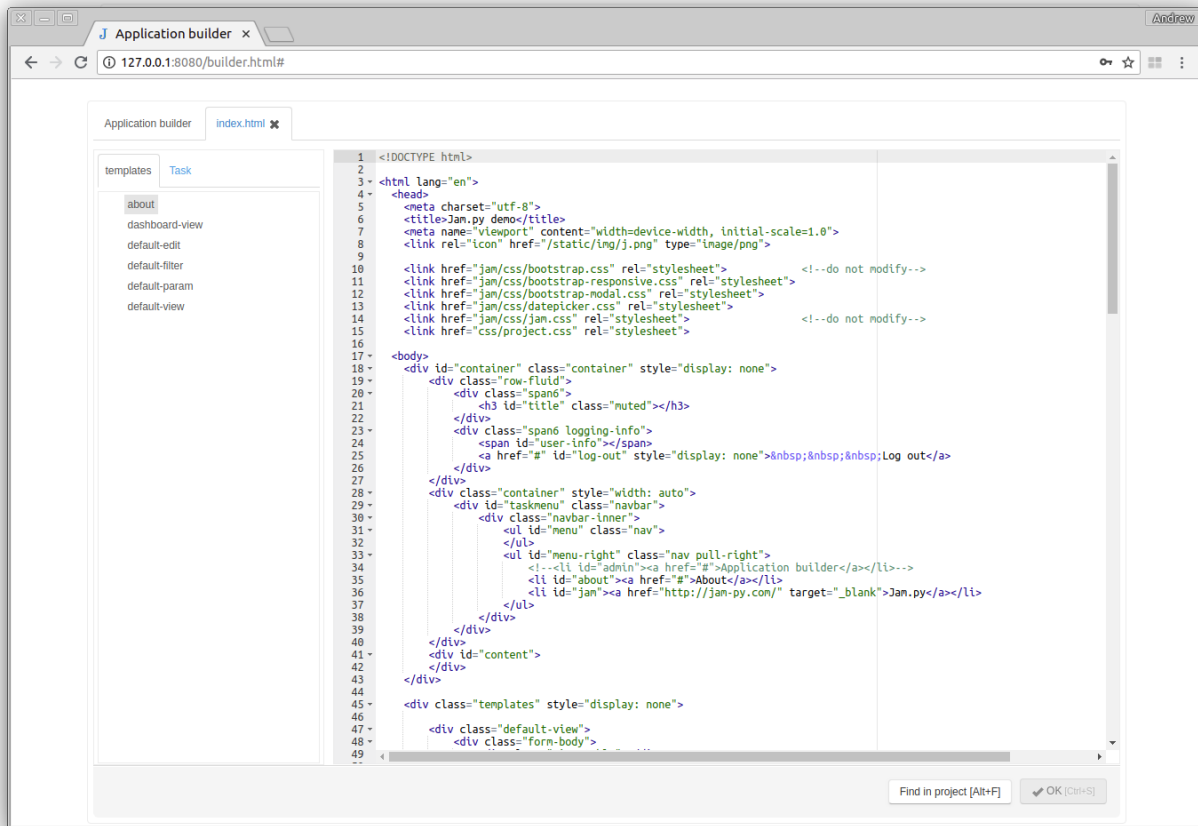 Andrew
J Application builder ×
127.0.0.1:8080/builder.html#
Application builder
index.html
templates
Task
about
dashboard-view
default-edit
default-filter
default-param
default-view
1 <!DOCTYPE html>
2
3 <html lang="en">
4 <head>
5 <meta charset="utf-8">
6 <title>Jam.py demo</title>
7 <meta name="viewport" content="width=device-width, initial-scale=1.0">
8 <link rel="icon" href="/static/img/j.png" type="image/png">
9
10 <link href="jam/css/bootstrap.css" rel="stylesheet"> <!--do not modify-->
11 <link href="jam/css/bootstrap-responsive.css" rel="stylesheet">
12 <link href="jam/css/bootstrap-modal.css" rel="stylesheet">
13 <link href="jam/css/datepicker.css" rel="stylesheet">
14 <link href="jam/css/jam.css" rel="stylesheet"> <!--do not modify-->
15 <link href="css/project.css" rel="stylesheet">
16
17 <body>
18 <div id="container" class="container" style="display: none">
19 <div class="row-fluid">
20 <div class="span6">
21 <h3 id="title" class="muted"></h3>
22 </div>
23 <div class="span6 logging-info">
24 <span id="user-info"></span>
25 <a href="#" id="log-out" style="display: none">&nbsp;&nbsp;&nbsp;Log out</a>
26 </div>
27 </div>
28 <div class="container" style="width: auto">
29 <div id="taskmenu" class="navbar">
30 <div class="navbar-inner">
31 <ul id="menu" class="nav">
32 </ul>
33 <ul id="menu-right" class="nav pull-right">
34 <!--<li id="admin"><a href="#">Application builder</a></li>-->
35 <li id="about"><a href="#">About</a></li>
36 <li id="jam"><a href="http://jam-py.com/" target="_blank">Jam.py</a></li>
37 </ul>
38 </div>
39 </div>
40 </div>
41 <div id="content">
42 </div>
43 </div>
44
45 <div class="templates" style="display: none">
46
47 <div class="default-view">
48 <div class="form-body">
49
Find in project [Alt+F]
OK [Ctrl+S]